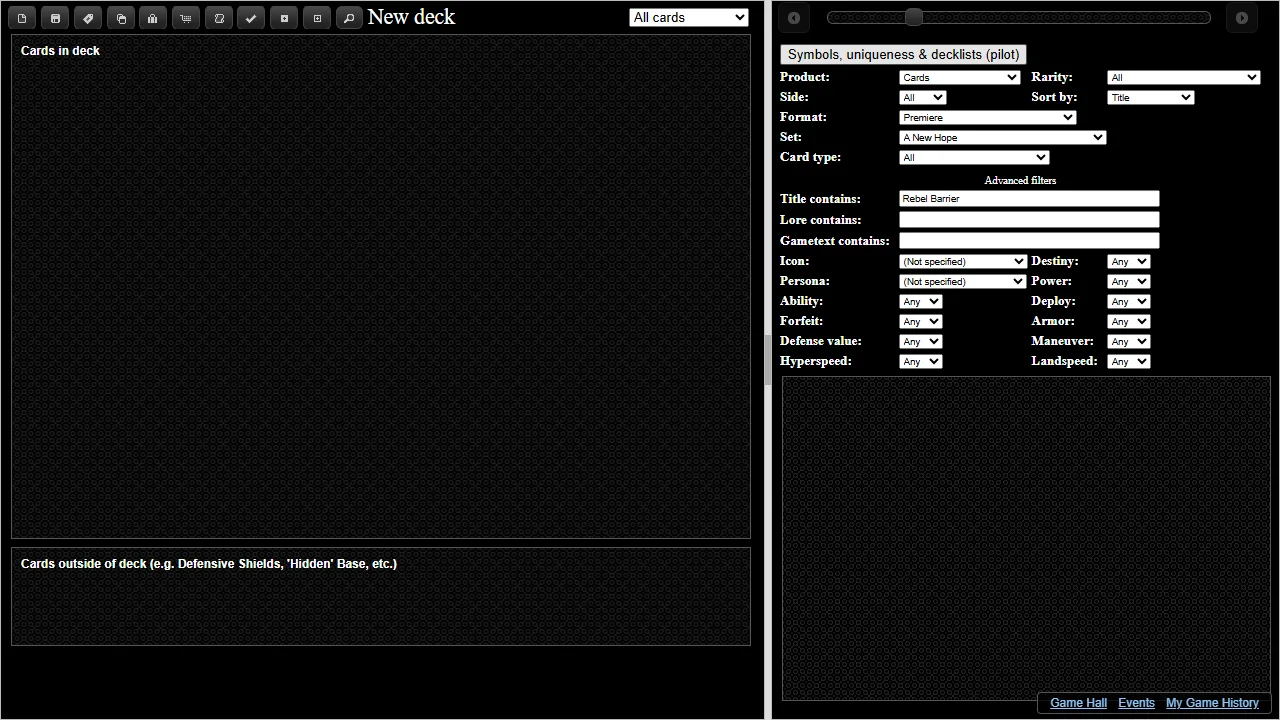 New deck
All cards
Cards in deck
Cards outside of deck (e.g. Defensive Shields, 'Hidden' Base, etc.)
Symbols, uniqueness & decklists (pilot)
Product: Cards Rarity: All
Side: All Sort by: Title
Format: Premiere
Set: A New Hope
Card type: All
Advanced filters
Title contains: Rebel Barrier
Lore contains:
Gametext contains:
Icon: (Not specified) Destiny: Any
Persona: (Not specified) Power: Any
Ability: Any Deploy: Any
Forfeit: Any Armor: Any
Defense value: Any Maneuver: Any
Hyperspeed: Any Landspeed: Any
Game Hall Events My Game History